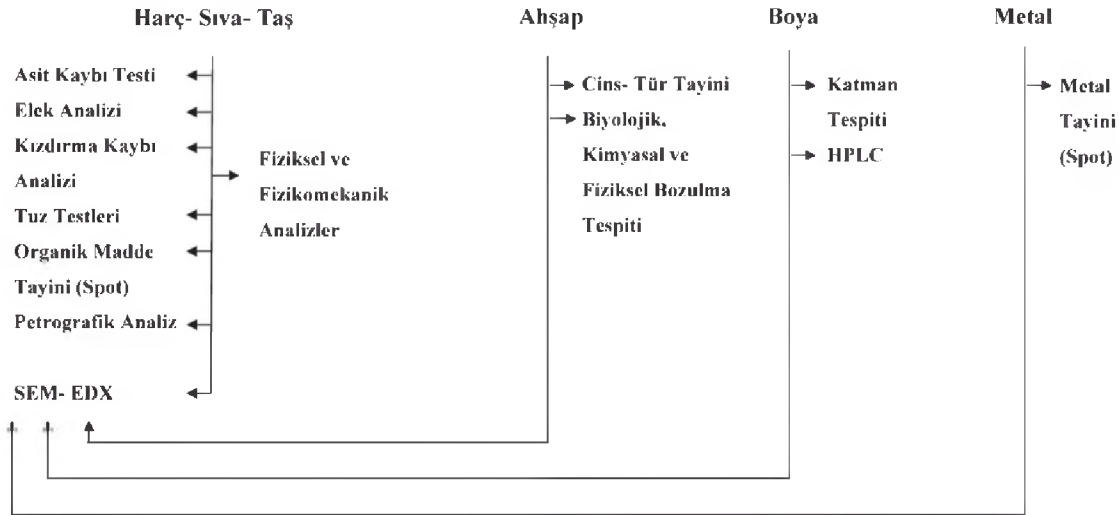 Harç- Sıva- Taş
Ahşap
Boya
Metal
Asit Kaybı Testi
Elek Analizi
Kızdırma Kaybı
Analizi
Tuz Testleri
Organik Madde
Tayini (Spot)
Petrografik Analiz
SEM- EDX
Fiziksel ve
Fizikomekanik
Analizler
Cins- Tür Tayini
Biyolojik,
Kimyasal ve
Fiziksel Bozulma
Tespiti
Katman
Tespiti
HPLC
Metal
Tayini
(Spot)